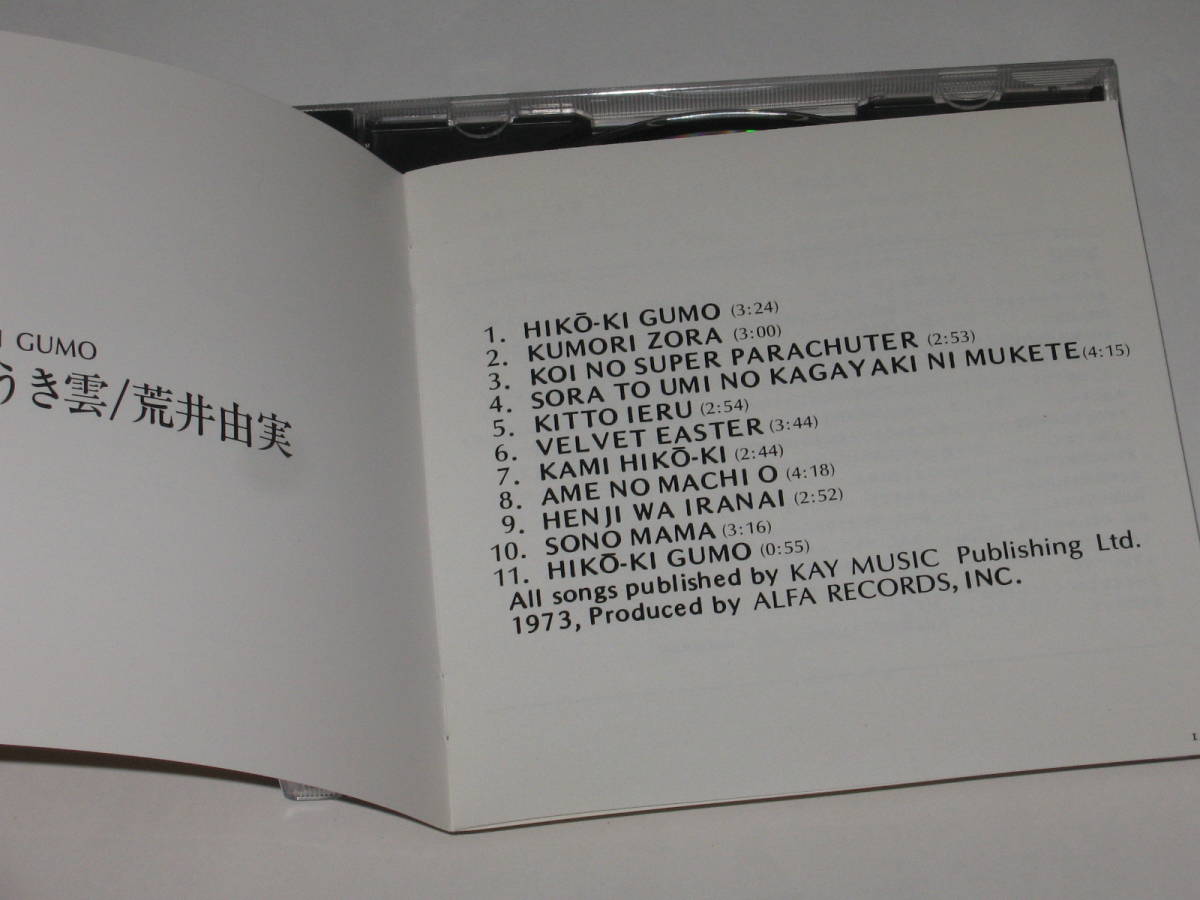 GUMO
うき雲/荒井由実
1. HIKŌ-KI GUMO (3:24)
2. KUMORI ZORA (3:00)
3. KOI NO SUPER PARACHUTER (2:53)
4. SORA TO UMI NO KAGAYAKI NI MUKETE(4:15)
5. KITTO IERU (2:54)
6. VELVET EASTER (3:44)
7. KAMI HIKŌ-KI (2:44)
8. AME NO MACHI O (4:18)
9. HENJI WA IRANAI (2:52)
10. SONO MAMA (3:16)
11. HIKŌ-KI GUMO (0:55)
All songs published by KAY MUSIC Publishing Ltd.
1973, Produced by ALFA RECORDS, INC.
1